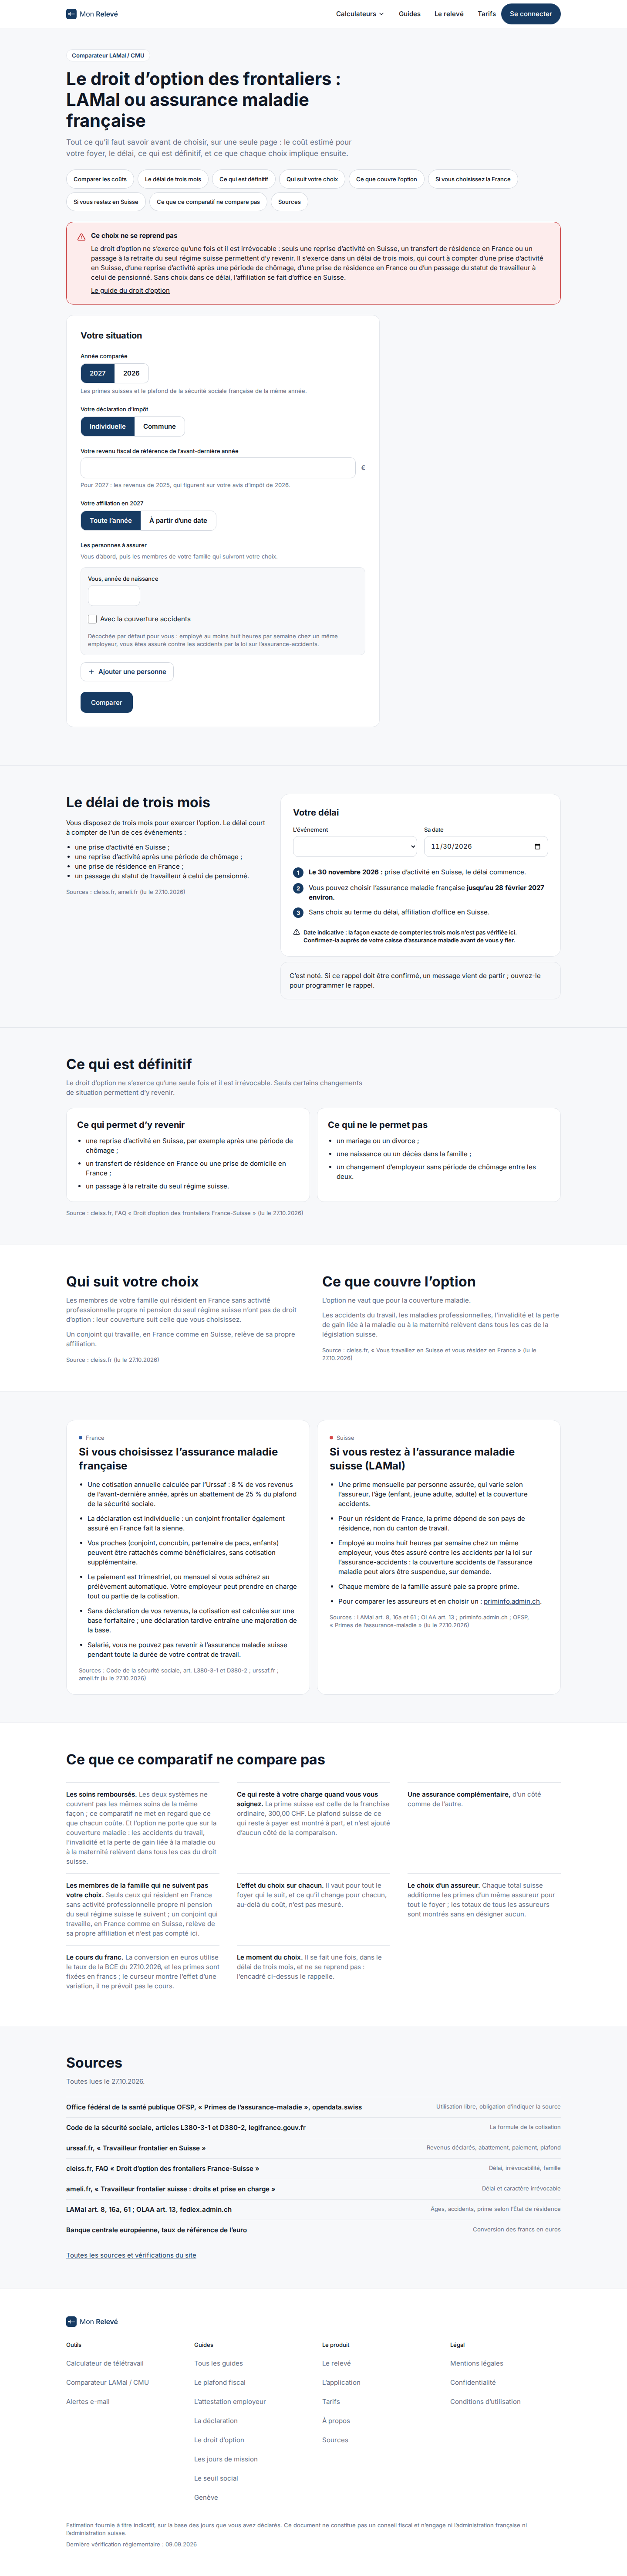 Mon Relevé
Calculateurs
Guides
Le relevé
Tarifs
Se connecter
Comparateur LAMal / CMU
Le droit d’option des frontaliers :
LAMal ou assurance maladie
française
Tout ce qu’il faut savoir avant de choisir, sur une seule page : le coût estimé pour
votre foyer, le délai, ce qui est définitif, et ce que chaque choix implique ensuite.
Comparer les coûts
Le délai de trois mois
Ce qui est définitif
Qui suit votre choix
Ce que couvre l’option
Si vous choisissez la France
Si vous restez en Suisse
Ce que ce comparatif ne compare pas
Sources
Ce choix ne se reprend pas
Le droit d’option ne s’exerce qu’une fois et il est irrévocable : seuls une reprise d’activité en Suisse, un transfert de résidence en France ou un
passage à la retraite du seul régime suisse permettent d’y revenir. Il s’exerce dans un délai de trois mois, qui court à compter d’une prise d’activité
en Suisse, d’une reprise d’activité après une période de chômage, d’une prise de résidence en France ou d’un passage du statut de travailleur à
celui de pensionné. Sans choix dans ce délai, l’affiliation se fait d’office en Suisse.
Le guide du droit d’option
Votre situation
Année comparée
2027
2026
Les primes suisses et le plafond de la sécurité sociale française de la même année.
Votre déclaration d’impôt
Individuelle
Commune
Votre revenu fiscal de référence de l’avant-dernière année
€
Pour 2027 : les revenus de 2025, qui figurent sur votre avis d’impôt de 2026.
Votre affiliation en 2027
Toute l’année
À partir d’une date
Les personnes à assurer
Vous d’abord, puis les membres de votre famille qui suivront votre choix.
Vous, année de naissance
Avec la couverture accidents
Décochée par défaut pour vous : employé au moins huit heures par semaine chez un même
employeur, vous êtes assuré contre les accidents par la loi sur l’assurance-accidents.
Ajouter une personne
Comparer
Le délai de trois mois
Vous disposez de trois mois pour exercer l’option. Le délai court
à compter de l’un de ces événements :
• une prise d’activité en Suisse ;
• une reprise d’activité après une période de chômage ;
• une prise de résidence en France ;
• un passage du statut de travailleur à celui de pensionné.
Sources : cleiss.fr, ameli.fr (lu le 27.10.2026)
Votre délai
L’événement
Sa date
11/30/2026
1 Le 30 novembre 2026 : prise d’activité en Suisse, le délai commence.
2 Vous pouvez choisir l’assurance maladie française jusqu’au 28 février 2027
environ.
3 Sans choix au terme du délai, affiliation d’office en Suisse.
Date indicative : la façon exacte de compter les trois mois n’est pas vérifiée ici.
Confirmez-la auprès de votre caisse d’assurance maladie avant de vous y fier.
C’est noté. Si ce rappel doit être confirmé, un message vient de partir ; ouvrez-le
pour programmer le rappel.
Ce qui est définitif
Le droit d’option ne s’exerce qu’une seule fois et il est irrévocable. Seuls certains changements
de situation permettent d’y revenir.
Ce qui permet d’y revenir
• une reprise d’activité en Suisse, par exemple après une période de
chômage ;
• un transfert de résidence en France ou une prise de domicile en
France ;
• un passage à la retraite du seul régime suisse.
Ce qui ne le permet pas
• un mariage ou un divorce ;
• une naissance ou un décès dans la famille ;
• un changement d’employeur sans période de chômage entre les
deux.
Source : cleiss.fr, FAQ « Droit d’option des frontaliers France-Suisse » (lu le 27.10.2026)
Qui suit votre choix
Les membres de votre famille qui résident en France sans activité
professionnelle propre ni pension du seul régime suisse n’ont pas de droit
d’option : leur couverture suit celle que vous choisissez.
Un conjoint qui travaille, en France comme en Suisse, relève de sa propre
affiliation.
Source : cleiss.fr (lu le 27.10.2026)
Ce que couvre l’option
L’option ne vaut que pour la couverture maladie.
Les accidents du travail, les maladies professionnelles, l’invalidité et la perte
de gain liée à la maladie ou à la maternité relèvent dans tous les cas de la
législation suisse.
Source : cleiss.fr, « Vous travaillez en Suisse et vous résidez en France » (lu le
27.10.2026)
France
Si vous choisissez l’assurance maladie
française
• Une cotisation annuelle calculée par l’Urssaf : 8 % de vos revenus
de l’avant-dernière année, après un abattement de 25 % du plafond
de la sécurité sociale.
• La déclaration est individuelle : un conjoint frontalier également
assuré en France fait la sienne.
• Vos proches (conjoint, concubin, partenaire de pacs, enfants)
peuvent être rattachés comme bénéficiaires, sans cotisation
supplémentaire.
• Le paiement est trimestriel, ou mensuel si vous adhérez au
prélèvement automatique. Votre employeur peut prendre en charge
tout ou partie de la cotisation.
• Sans déclaration de vos revenus, la cotisation est calculée sur une
base forfaitaire ; une déclaration tardive entraîne une majoration de
la base.
• Salarié, vous ne pouvez pas revenir à l’assurance maladie suisse
pendant toute la durée de votre contrat de travail.
Sources : Code de la sécurité sociale, art. L380-3-1 et D380-2 ; urssaf.fr ;
ameli.fr (lu le 27.10.2026)
Suisse
Si vous restez à l’assurance maladie
suisse (LAMal)
• Une prime mensuelle par personne assurée, qui varie selon
l’assureur, l’âge (enfant, jeune adulte, adulte) et la couverture
accidents.
• Pour un résident de France, la prime dépend de son pays de
résidence, non du canton de travail.
• Employé au moins huit heures par semaine chez un même
employeur, vous êtes assuré contre les accidents par la loi sur
l’assurance-accidents : la couverture accidents de l’assurance
maladie peut alors être suspendue, sur demande.
• Chaque membre de la famille assuré paie sa propre prime.
• Pour comparer les assureurs et en choisir un : priminfo.admin.ch.
Sources : LAMal art. 8, 16a et 61 ; OLAA art. 13 ; priminfo.admin.ch ; OFSP,
« Primes de l’assurance-maladie » (lu le 27.10.2026)
Ce que ce comparatif ne compare pas
Les soins remboursés. Les deux systèmes ne
couvrent pas les mêmes soins de la même
façon ; ce comparatif ne met en regard que ce
que chacun coûte. Et l’option ne porte que sur la
couverture maladie : les accidents du travail,
l’invalidité et la perte de gain liée à la maladie ou
à la maternité relèvent dans tous les cas du droit
suisse.
Ce qui reste à votre charge quand vous vous
soignez. La prime suisse est celle de la franchise
ordinaire, 300,00 CHF. Le plafond suisse de ce
qui reste à payer est montré à part, et n’est ajouté
d’aucun côté de la comparaison.
Une assurance complémentaire, d’un côté
comme de l’autre.
Les membres de la famille qui ne suivent pas
votre choix. Seuls ceux qui résident en France
sans activité professionnelle propre ni pension
du seul régime suisse le suivent ; un conjoint qui
travaille, en France comme en Suisse, relève de
sa propre affiliation et n’est pas compté ici.
L’effet du choix sur chacun. Il vaut pour tout le
foyer qui le suit, et ce qu’il change pour chacun,
au-delà du coût, n’est pas mesuré.
Le choix d’un assureur. Chaque total suisse
additionne les primes d’un même assureur pour
tout le foyer ; les totaux de tous les assureurs
sont montrés sans en désigner aucun.
Le cours du franc. La conversion en euros utilise
le taux de la BCE du 27.10.2026, et les primes sont
fixées en francs ; le curseur montre l’effet d’une
variation, il ne prévoit pas le cours.
Le moment du choix. Il se fait une fois, dans le
délai de trois mois, et ne se reprend pas :
l’encadré ci-dessus le rappelle.
Sources
Toutes lues le 27.10.2026.
Office fédéral de la santé publique OFSP, « Primes de l’assurance-maladie », opendata.swiss
Utilisation libre, obligation d’indiquer la source
Code de la sécurité sociale, articles L380-3-1 et D380-2, legifrance.gouv.fr
La formule de la cotisation
urssaf.fr, « Travailleur frontalier en Suisse »
Revenus déclarés, abattement, paiement, plafond
cleiss.fr, FAQ « Droit d’option des frontaliers France-Suisse »
Délai, irrévocabilité, famille
ameli.fr, « Travailleur frontalier suisse : droits et prise en charge »
Délai et caractère irrévocable
LAMal art. 8, 16a, 61 ; OLAA art. 13, fedlex.admin.ch
Âges, accidents, prime selon l’État de résidence
Banque centrale européenne, taux de référence de l’euro
Conversion des francs en euros
Toutes les sources et vérifications du site
Mon Relevé
Outils
Calculateur de télétravail
Comparateur LAMal / CMU
Alertes e-mail
Guides
Tous les guides
Le plafond fiscal
L’attestation employeur
La déclaration
Le droit d’option
Les jours de mission
Le seuil social
Genève
Le produit
Le relevé
L’application
Tarifs
À propos
Sources
Légal
Mentions légales
Confidentialité
Conditions d’utilisation
Estimation fournie à titre indicatif, sur la base des jours que vous avez déclarés. Ce document ne constitue pas un conseil fiscal et n’engage ni l’administration française ni
l’administration suisse.
Dernière vérification réglementaire : 09.09.2026